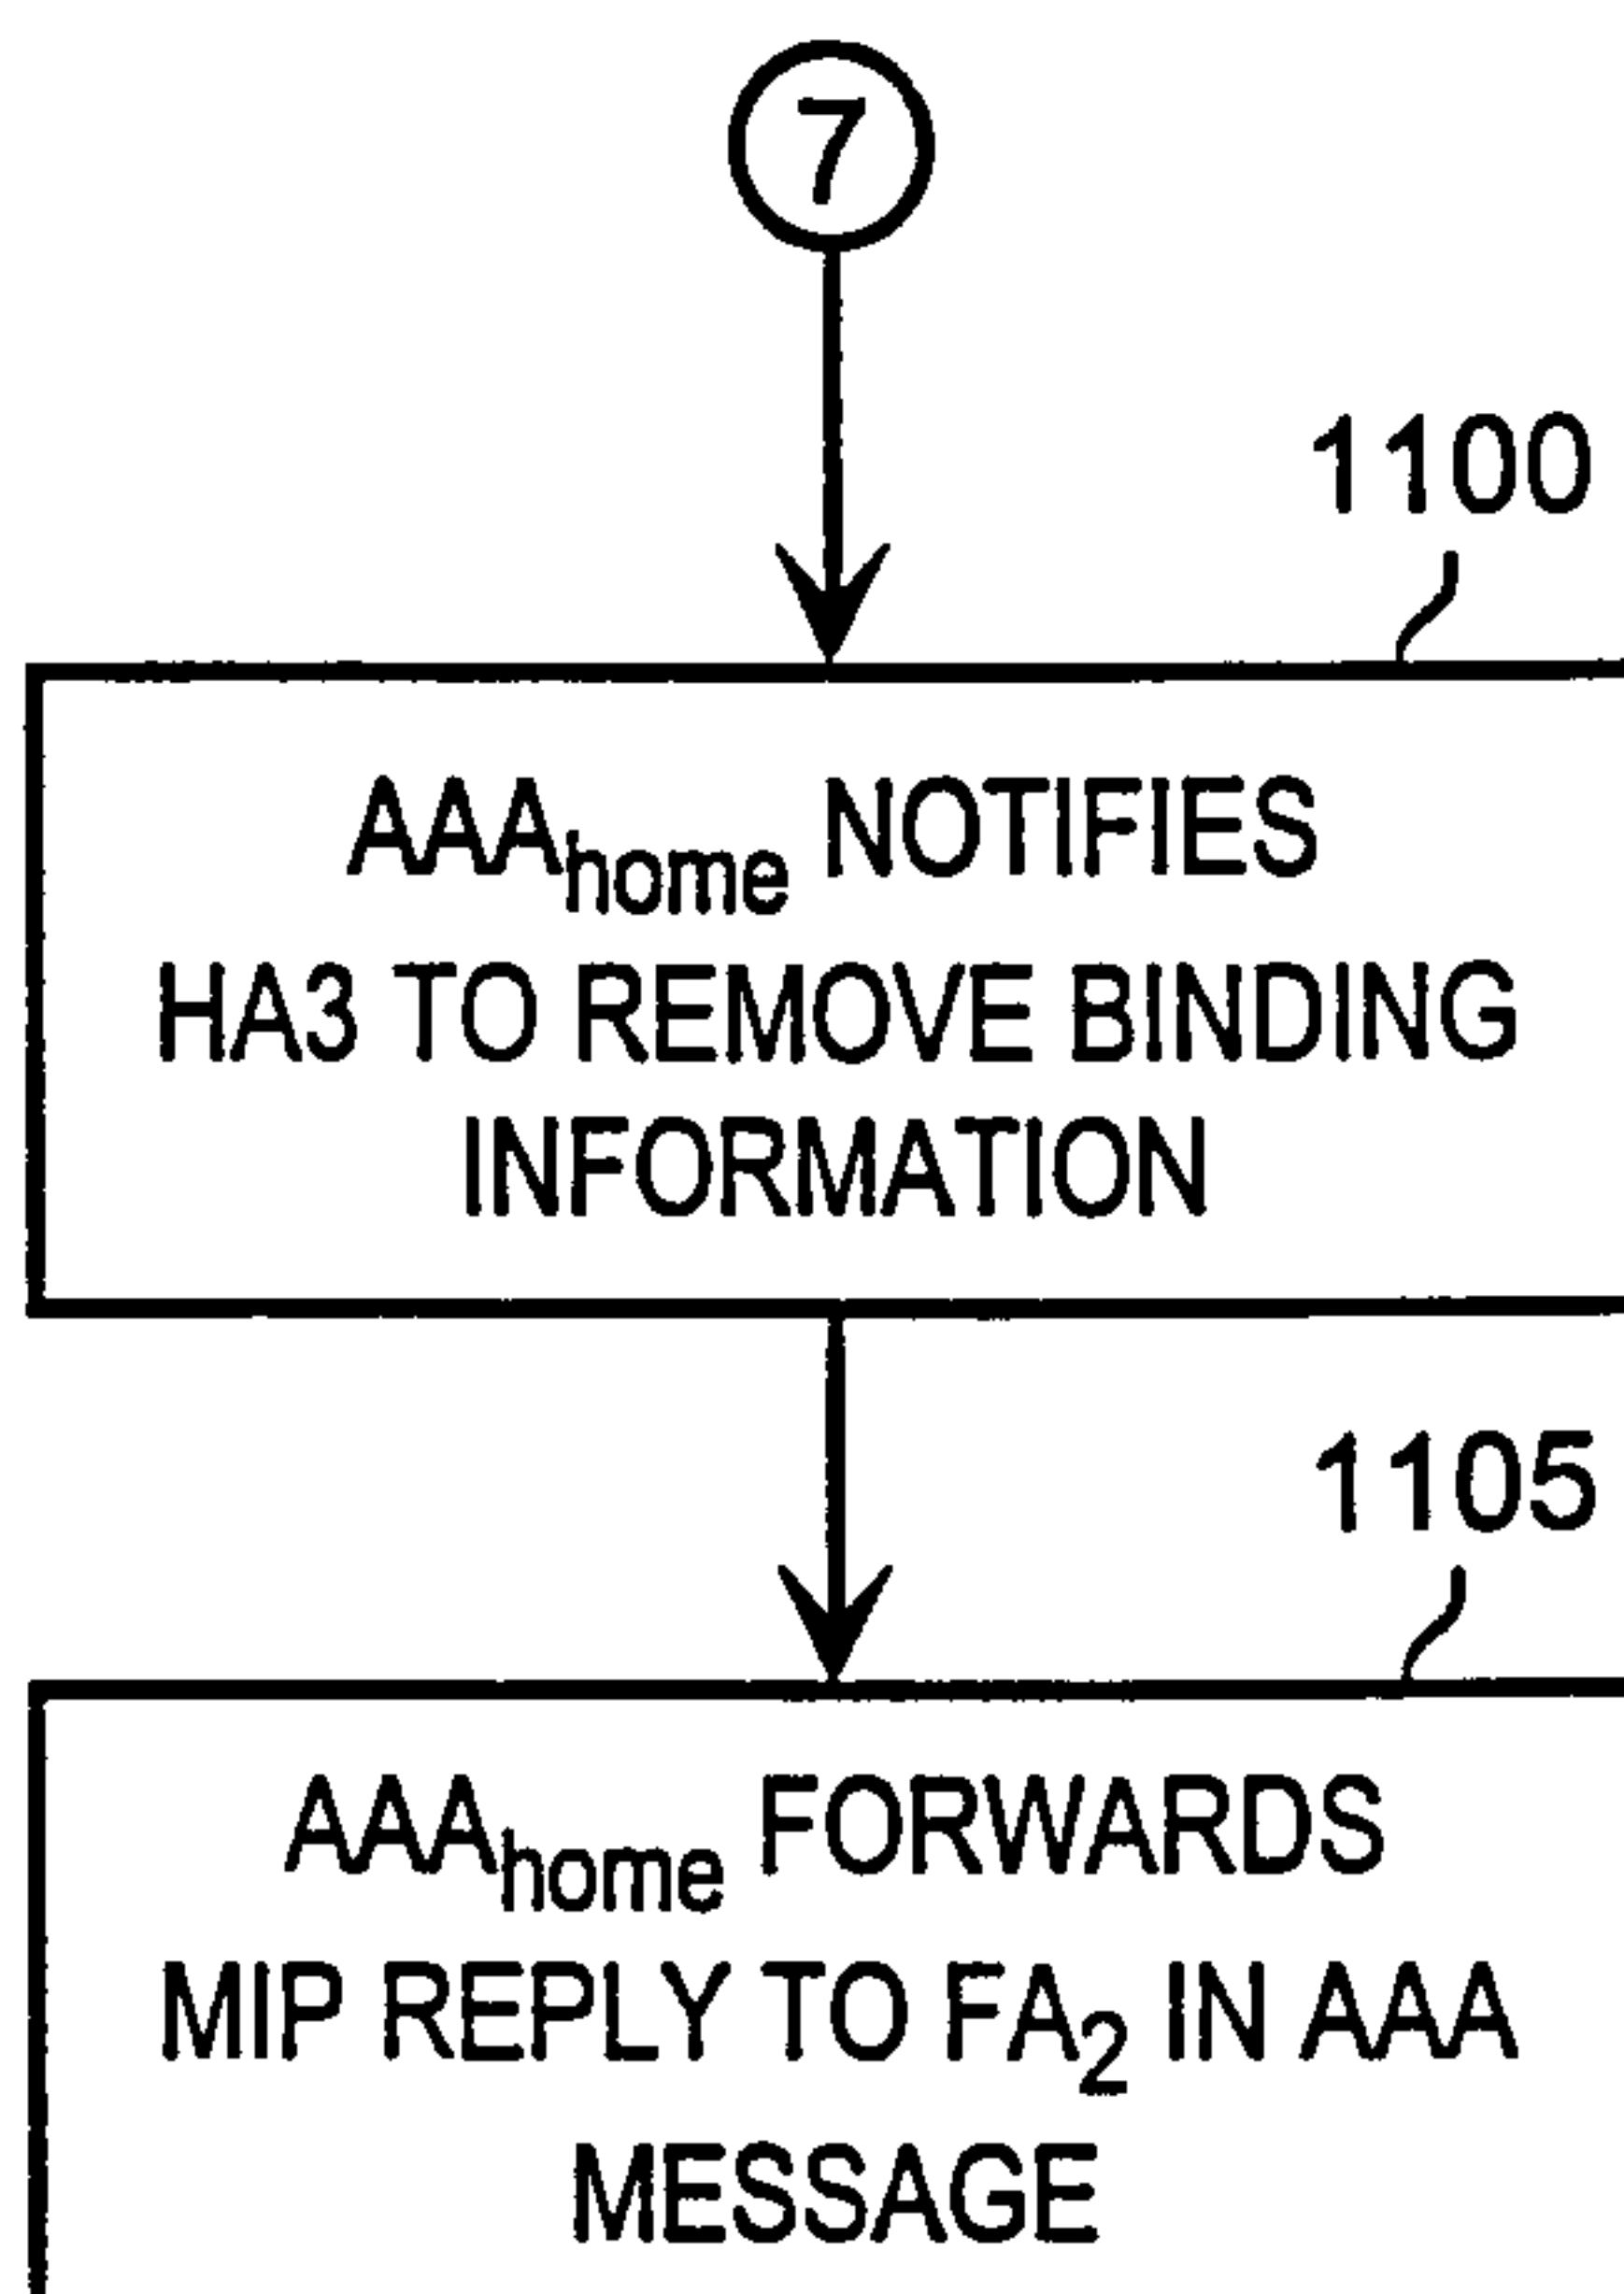 7
1100
AAAhome NOTIFIES
HA3 TO REMOVE BINDING
INFORMATION
1105
AAAhome FORWARDS
MIP REPLY TO FA2 IN AAA
MESSAGE